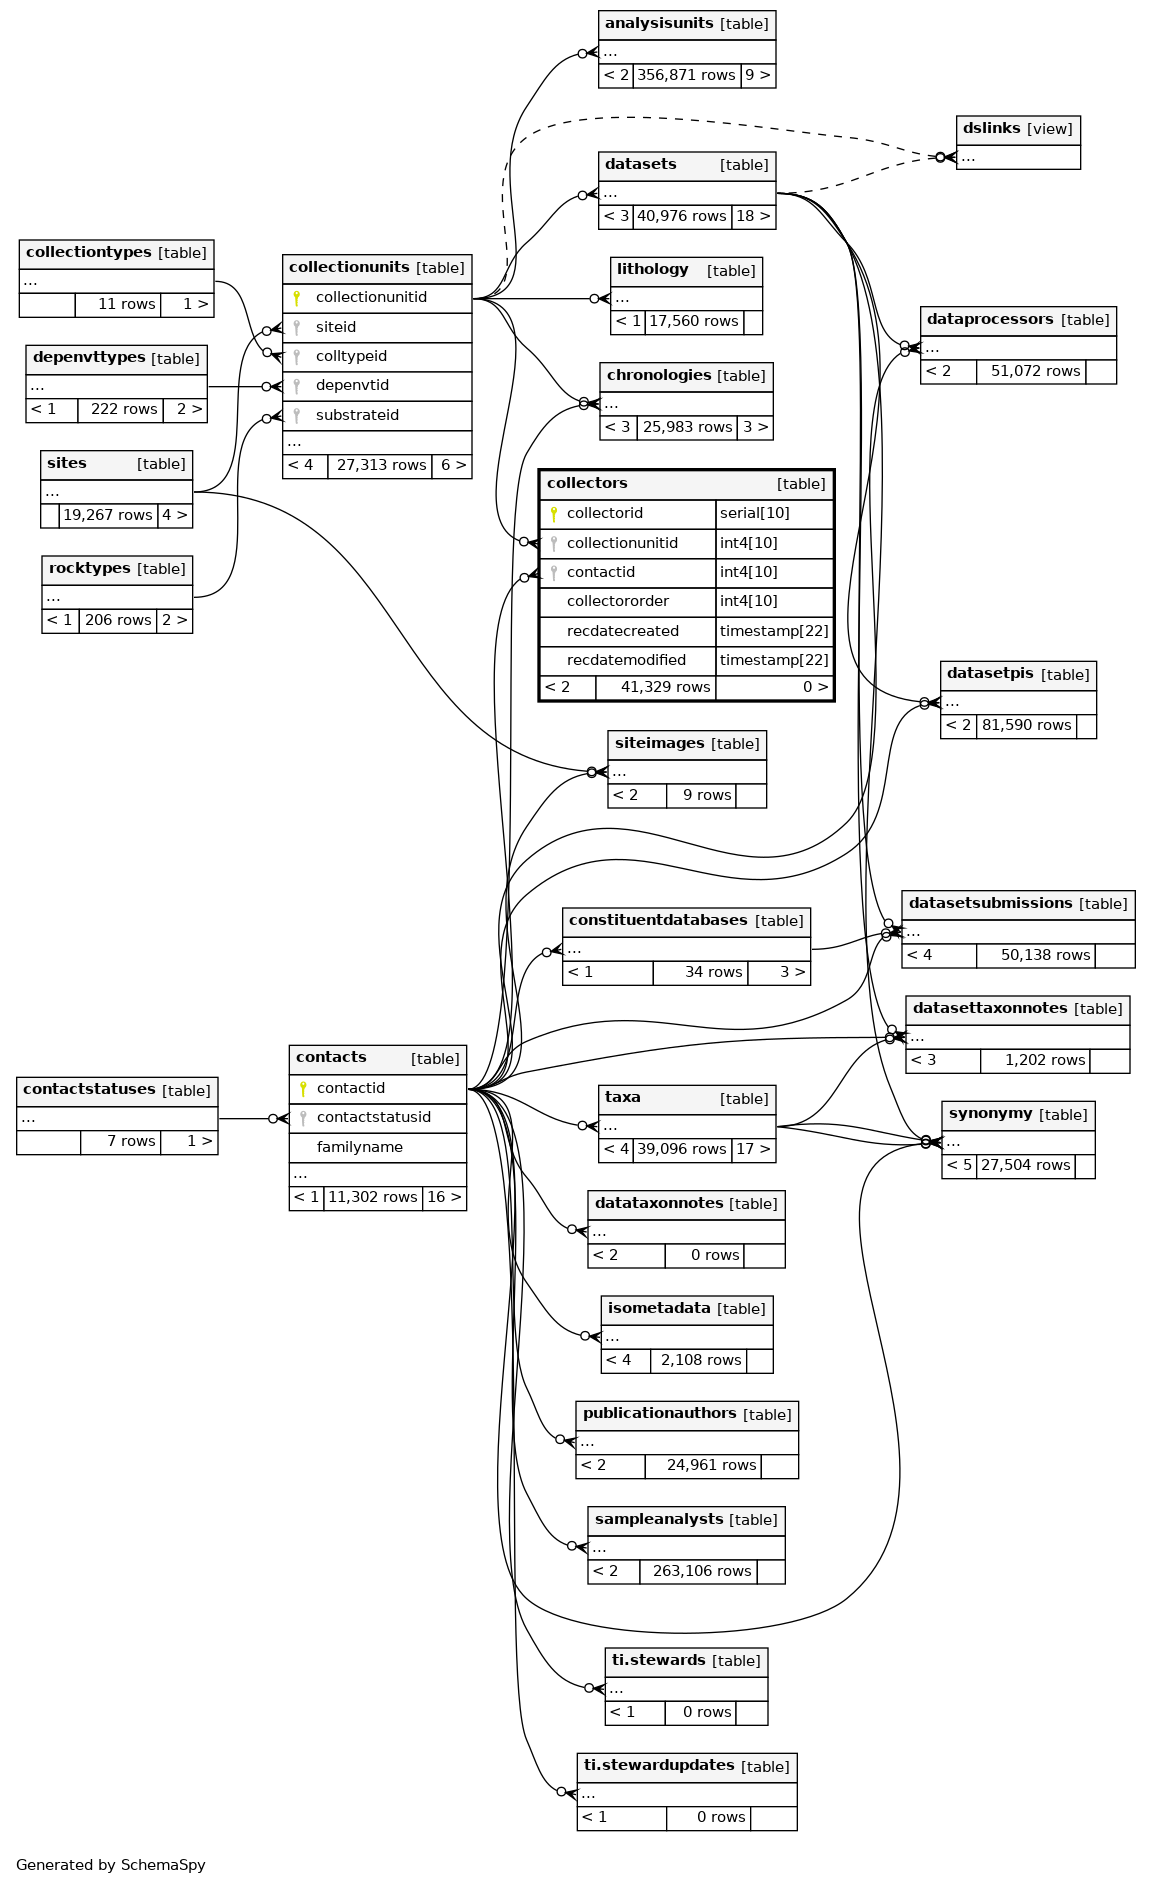 analysisunits [table]
...
< 2 356,871 rows 9 >
dslinks [view]
...
datasets [table]
...
< 3 40,976 rows 18 >
collectiontypes [table]
...
11 rows 1 >
collectionunits [table]
collectionunitid
siteid
colltypeid
depenvtid
substrateid
...
< 4 27,313 rows 6 >
lithology [table]
...
< 1 17,560 rows
dataprocessors [table]
...
< 2 51,072 rows
depenvttypes [table]
...
< 1 222 rows 2 >
chronologies [table]
...
< 3 25,983 rows 3 >
sites [table]
...
19,267 rows 4 >
collectors [table]
collectorid serial[10]
collectionunitid int4[10]
contactid int4[10]
collectororder int4[10]
recdatecreated timestamp[22]
recdatemodified timestamp[22]
< 2 41,329 rows 0 >
rocktypes [table]
...
< 1 206 rows 2 >
datasetpis [table]
...
< 2 81,590 rows
siteimages [table]
...
< 2 9 rows
datasetsubmissions [table]
...
< 4 50,138 rows
constituentdatabases [table]
...
< 1 34 rows 3 >
datasettaxonnotes [table]
...
< 3 1,202 rows
contacts [table]
contactid
contactstatusid
familyname
...
< 1 11,302 rows 16 >
contactstatuses [table]
...
7 rows 1 >
taxa [table]
...
< 4 39,096 rows 17 >
synonymy [table]
...
< 5 27,504 rows
datataxonnotes [table]
...
< 2 0 rows
isometadata [table]
...
< 4 2,108 rows
publicationauthors [table]
...
< 2 24,961 rows
sampleanalysts [table]
...
< 2 263,106 rows
ti.stewards [table]
...
< 1 0 rows
ti.stewardupdates [table]
...
< 1 0 rows
Generated by SchemaSpy